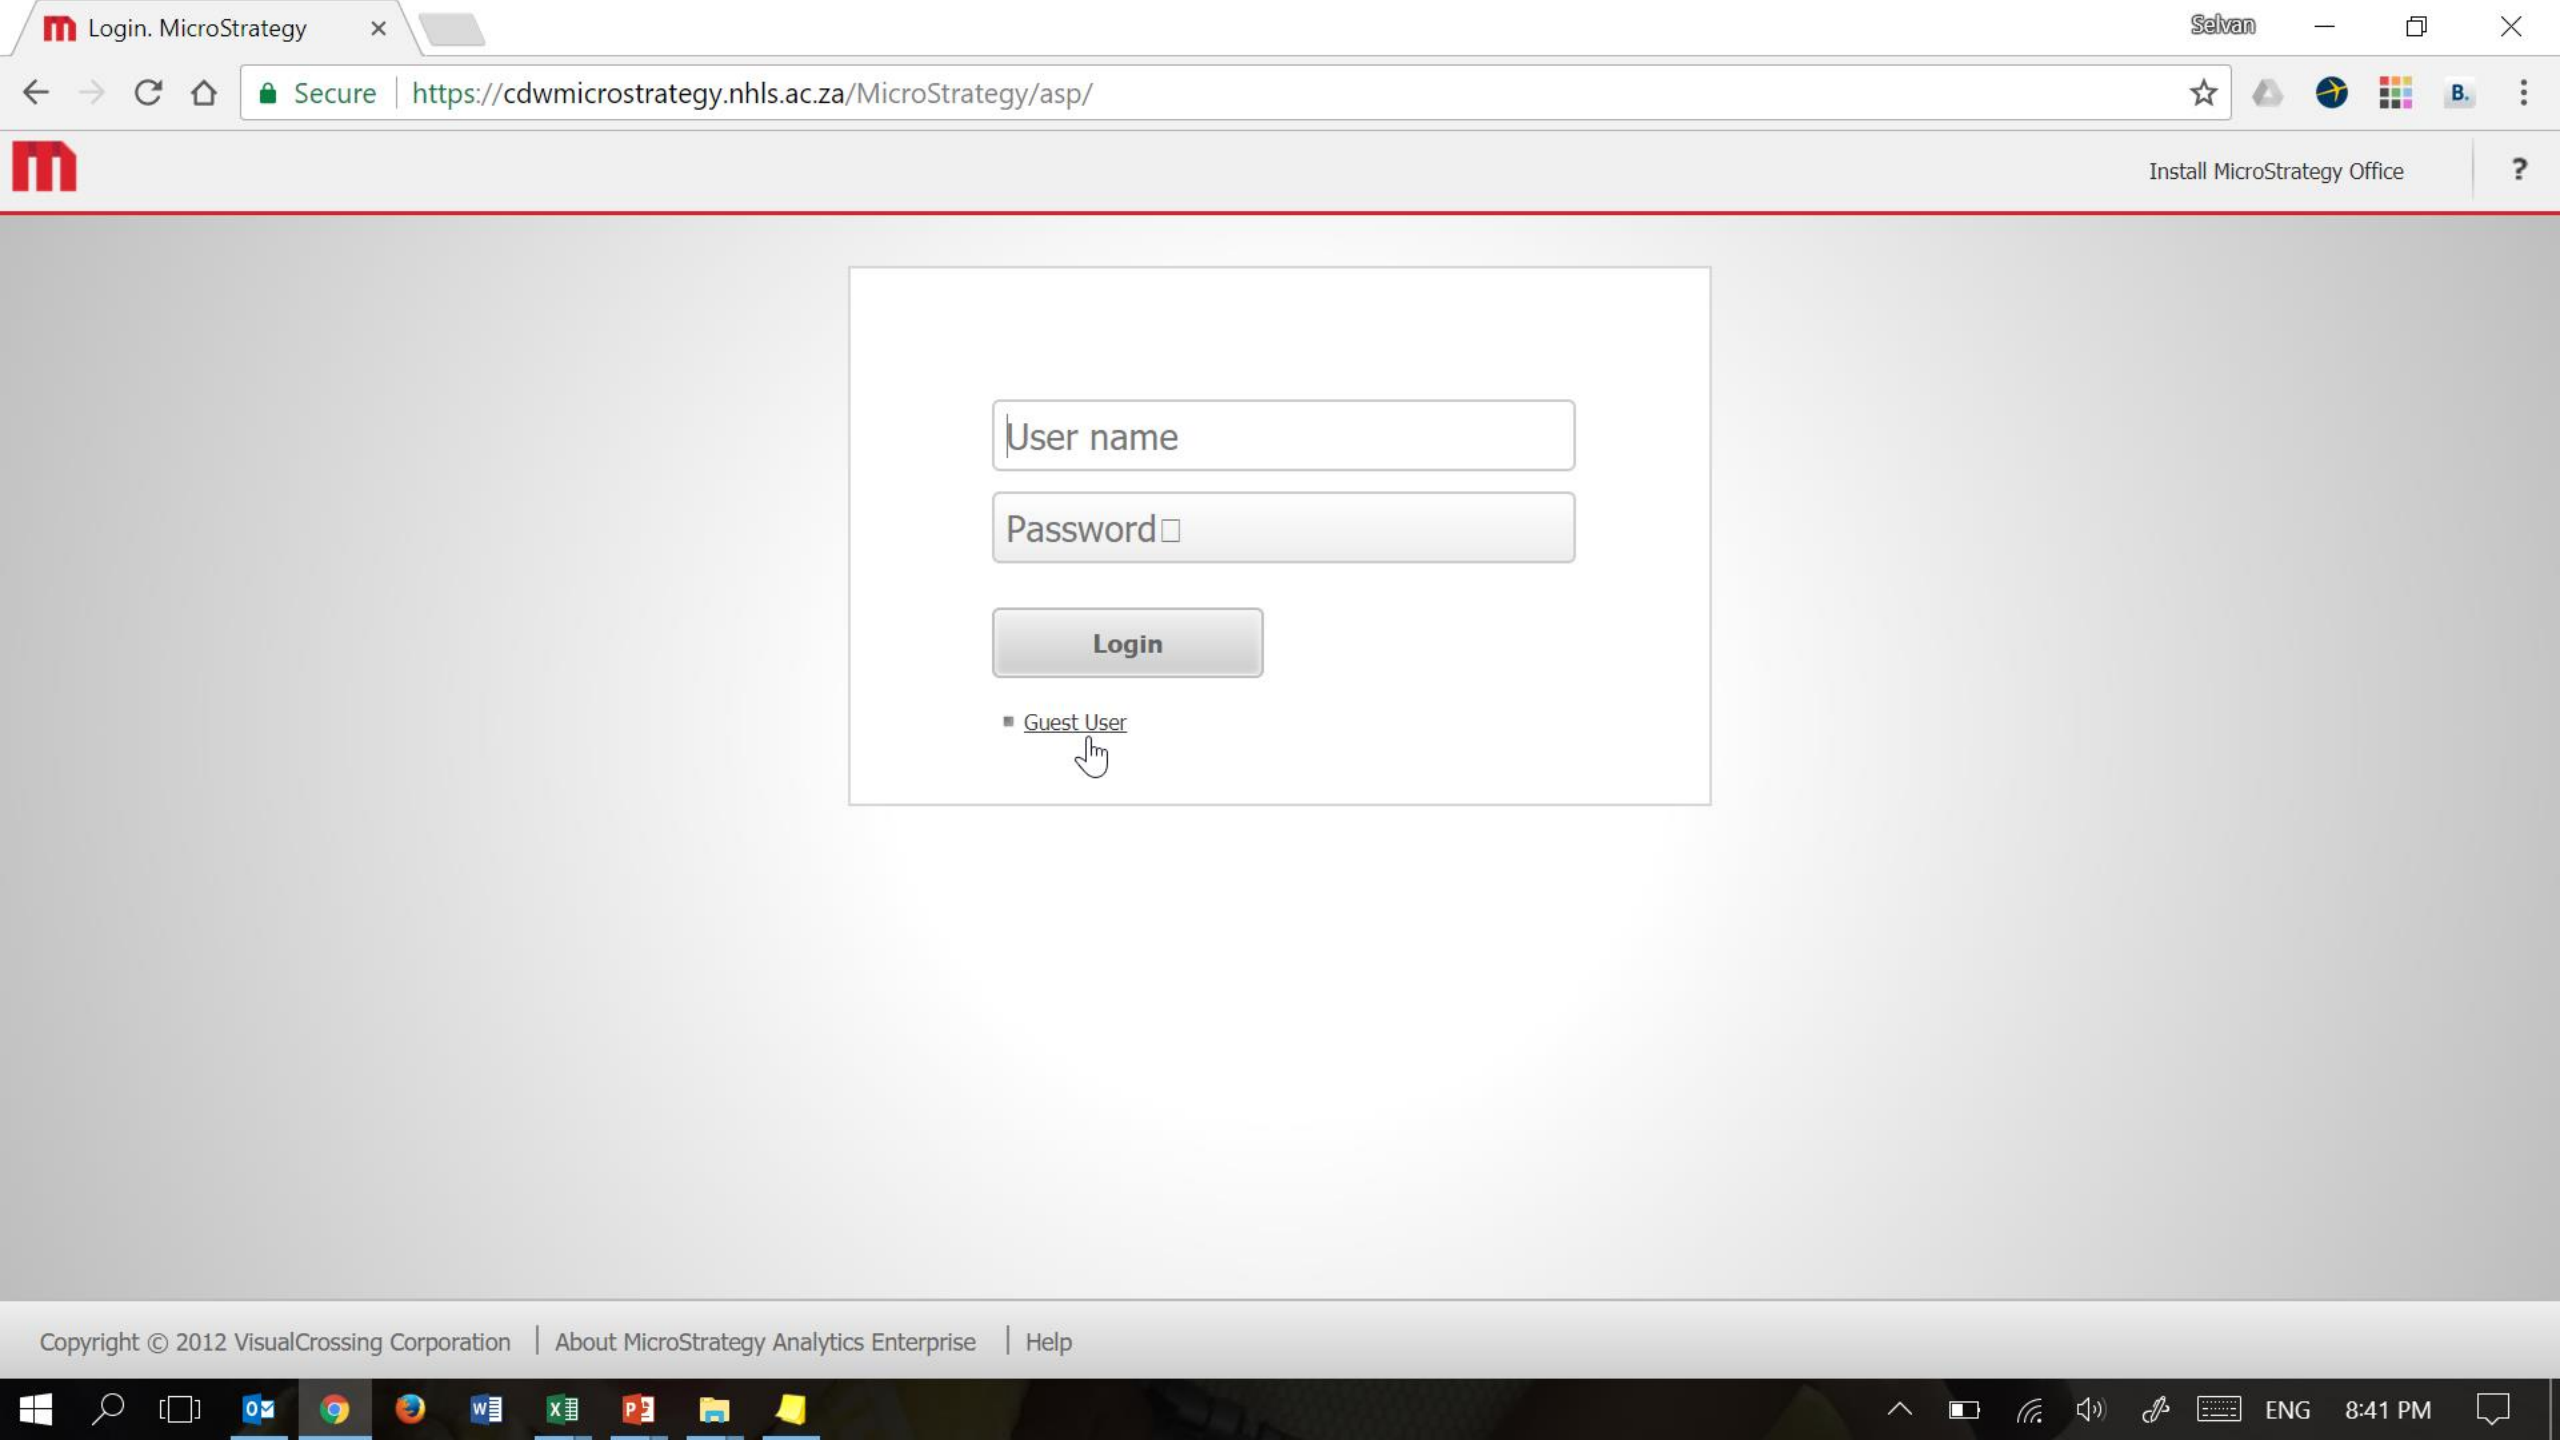 Login. MicroStrategy
Selvan
Secure
https://cdwmicrostrategy.nhls.ac.za/MicroStrategy/asp/
B.
Install MicroStrategy Office
?
User name
Password
Login
Guest User
Copyright © 2012 VisualCrossing Corporation
About MicroStrategy Analytics Enterprise
Help
ENG
8:41 PM